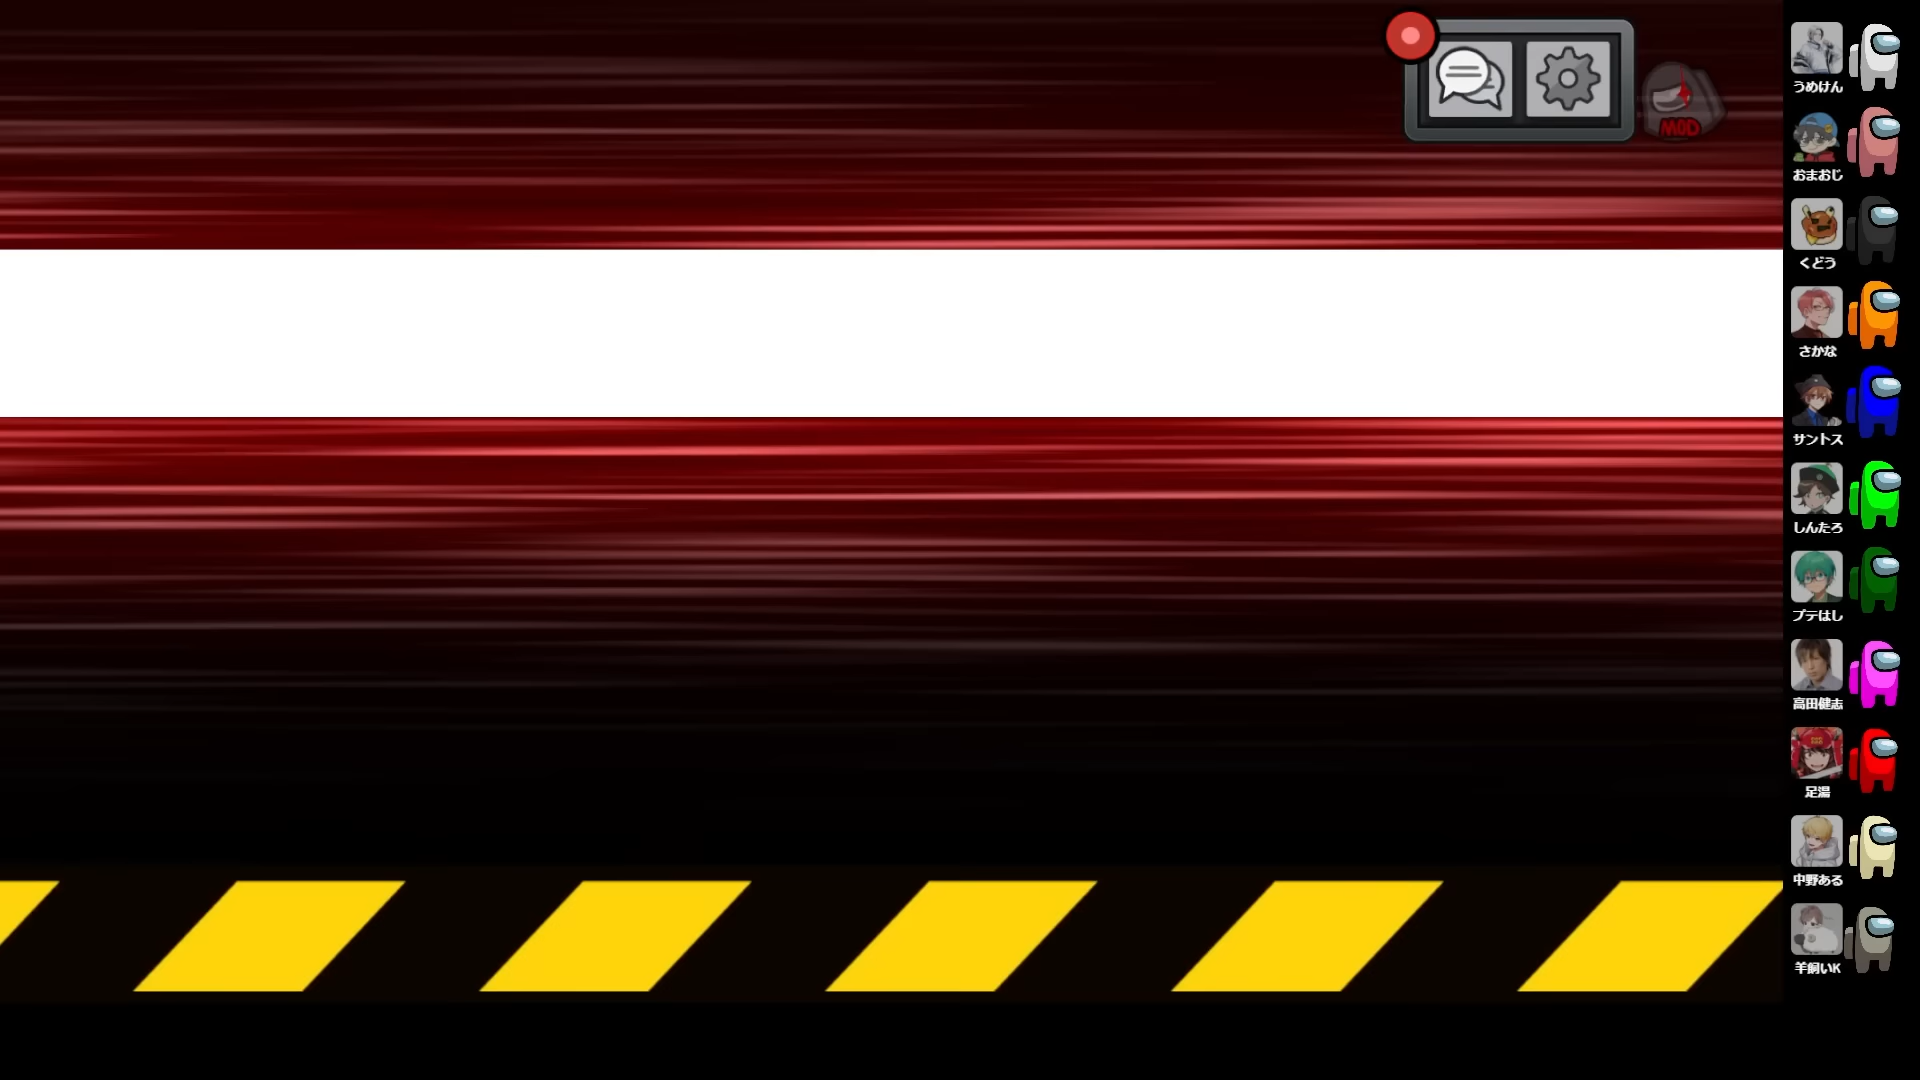 MOD
うめけん
おまおじ
くどう
さかな
サントス
しんたろ
プテはし
高田健志
足湯
中野ある
羊飼いK